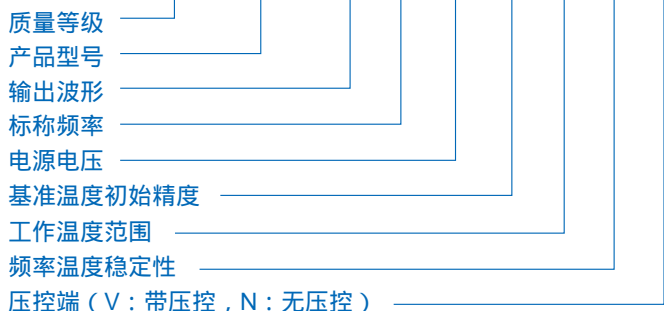 质量等级
产品型号
输出波形
标称频率
电源电压
基准温度初始精度
工作温度范围
频率温度稳定性
压控端（V：带压控，N：无压控）